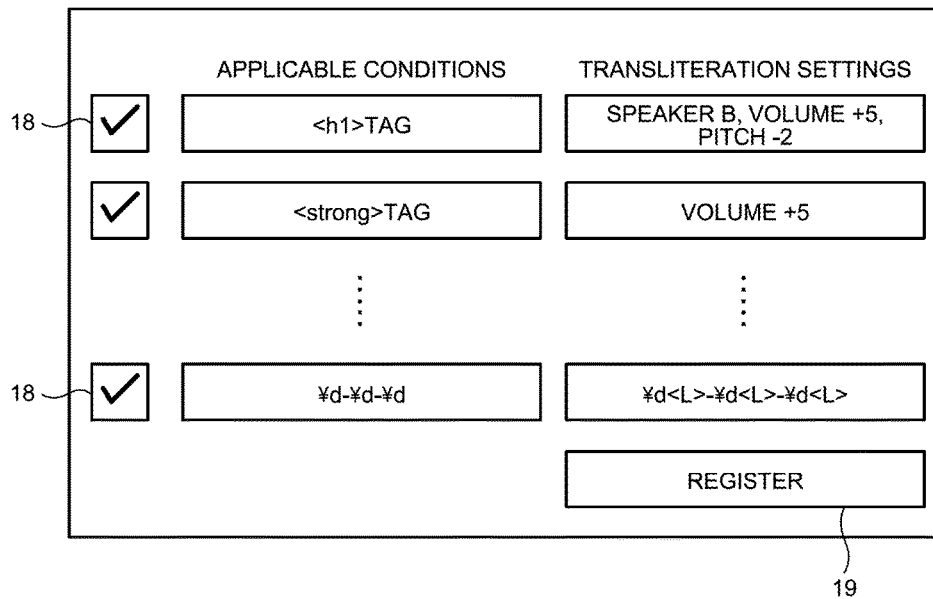 APPLICABLE CONDITIONS TRANSLITERATION SETTINGS
18 <h1>TAG SPEAKER B, VOLUME +5,
PITCH -2
<strong>TAG VOLUME +5
18 ¥d-¥d-¥d ¥d<L>-¥d<L>-¥d<L>
REGISTER
19